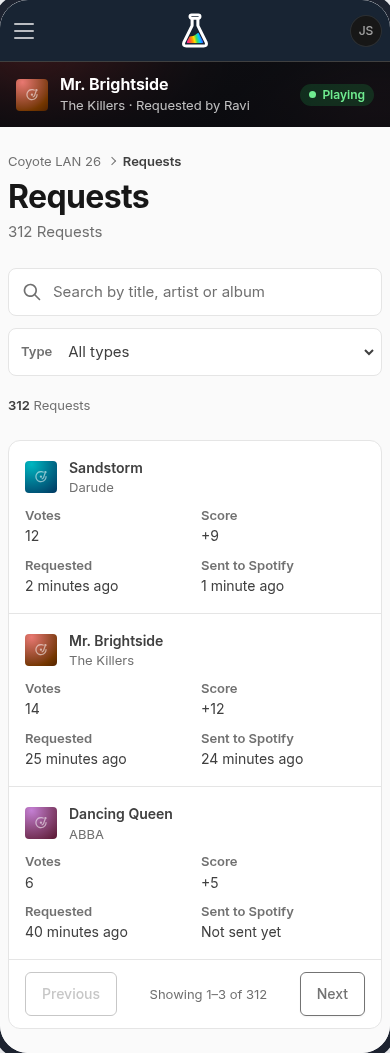 JS
Mr. Brightside
The Killers · Requested by Ravi
Playing
Coyote LAN 26 > Requests
Requests
312 Requests
Search by title, artist or album
Type All types
312 Requests
Sandstorm
Darude
Votes Score
12 +9
Requested Sent to Spotify
2 minutes ago 1 minute ago
Mr. Brightside
The Killers
Votes Score
14 +12
Requested Sent to Spotify
25 minutes ago 24 minutes ago
Dancing Queen
ABBA
Votes Score
6 +5
Requested Sent to Spotify
40 minutes ago Not sent yet
Previous Showing 1–3 of 312 Next